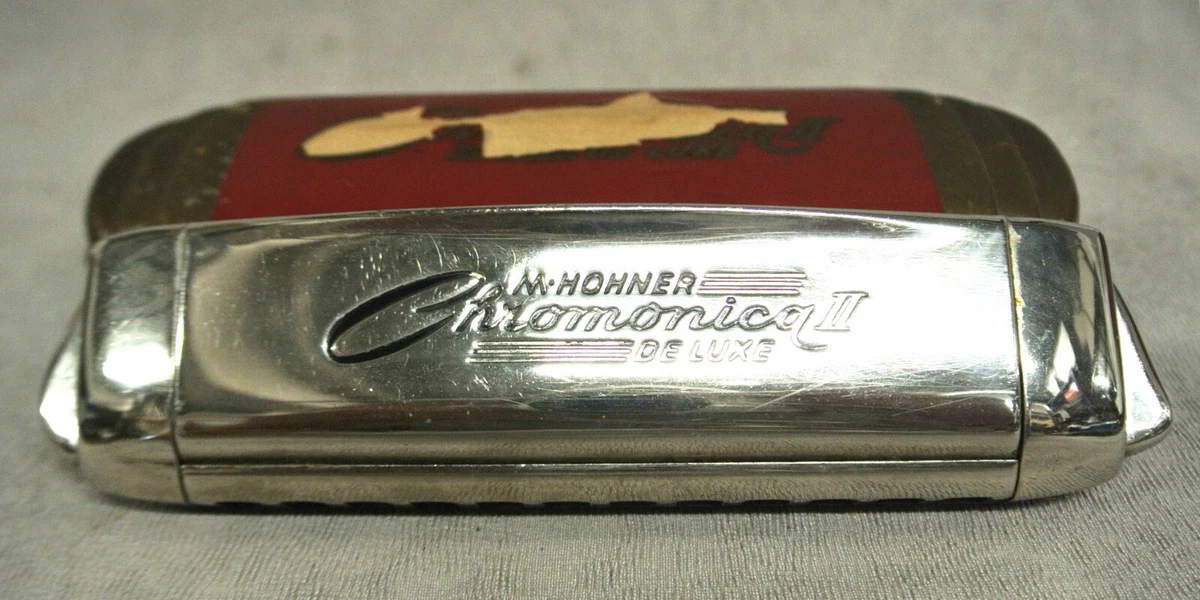 M·HOHNER
Chromonica II
DE LUXE